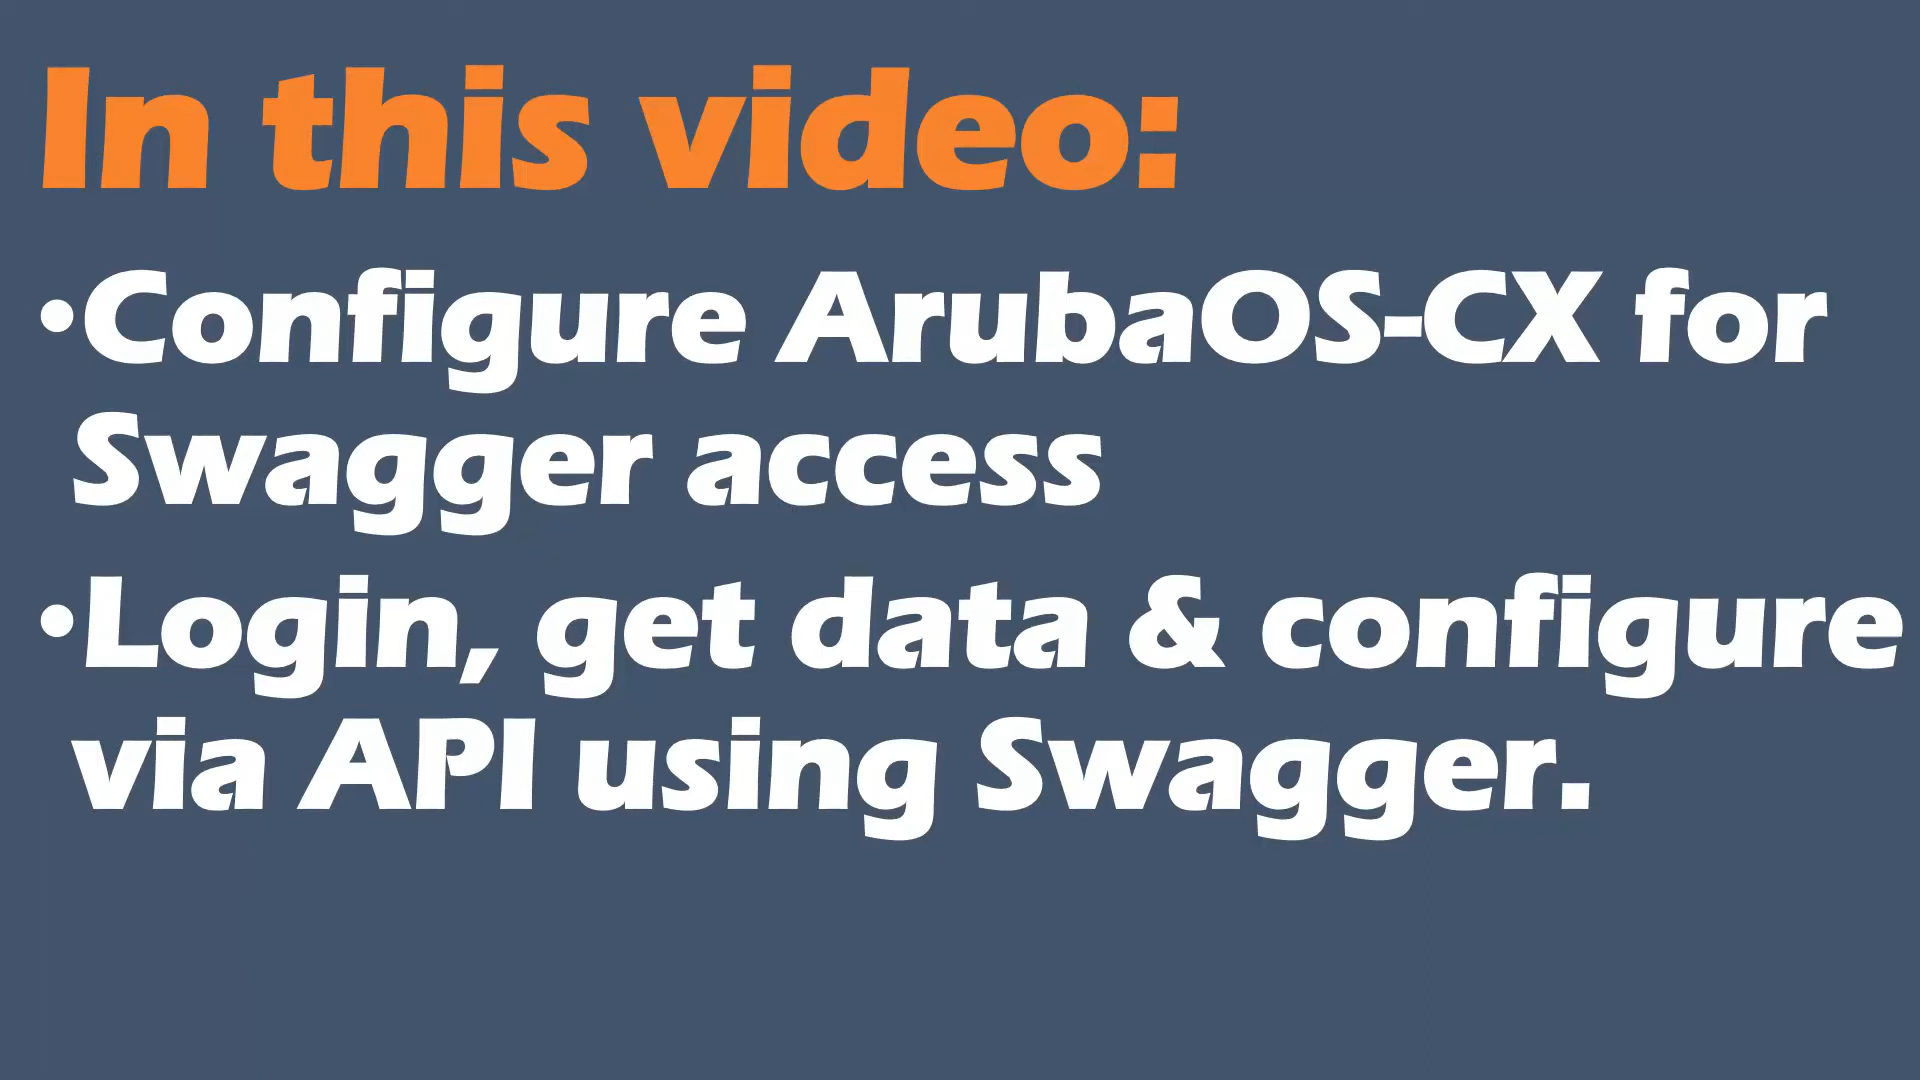 In this video:
•Configure ArubaOS-CX for
Swagger access
•Login, get data & configure
via API using Swagger.